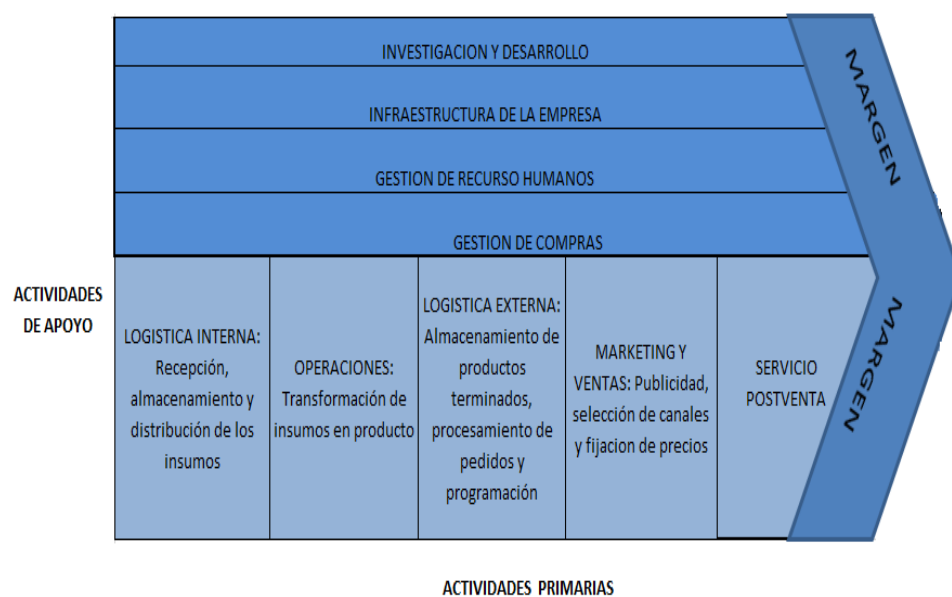 INVESTIGACION Y DESARROLLO
INFRAESTRUCTURA DE LA EMPRESA
GESTION DE RECURSO HUMANOS
GESTION DE COMPRAS
MARGEN
ACTIVIDADES
DE APOYO
LOGISTICA INTERNA:
Recepción,
almacenamiento y
distribución de los
insumos
OPERACIONES:
Transformación de
insumos en producto
LOGISTICA EXTERNA:
Almacenamiento de
productos
terminados,
procesamiento de
pedidos y
programación
MARKETING Y
VENTAS: Publicidad,
selección de canales
y fijacion de precios
SERVICIO
POSTVENTA
MARGEN
ACTIVIDADES PRIMARIAS